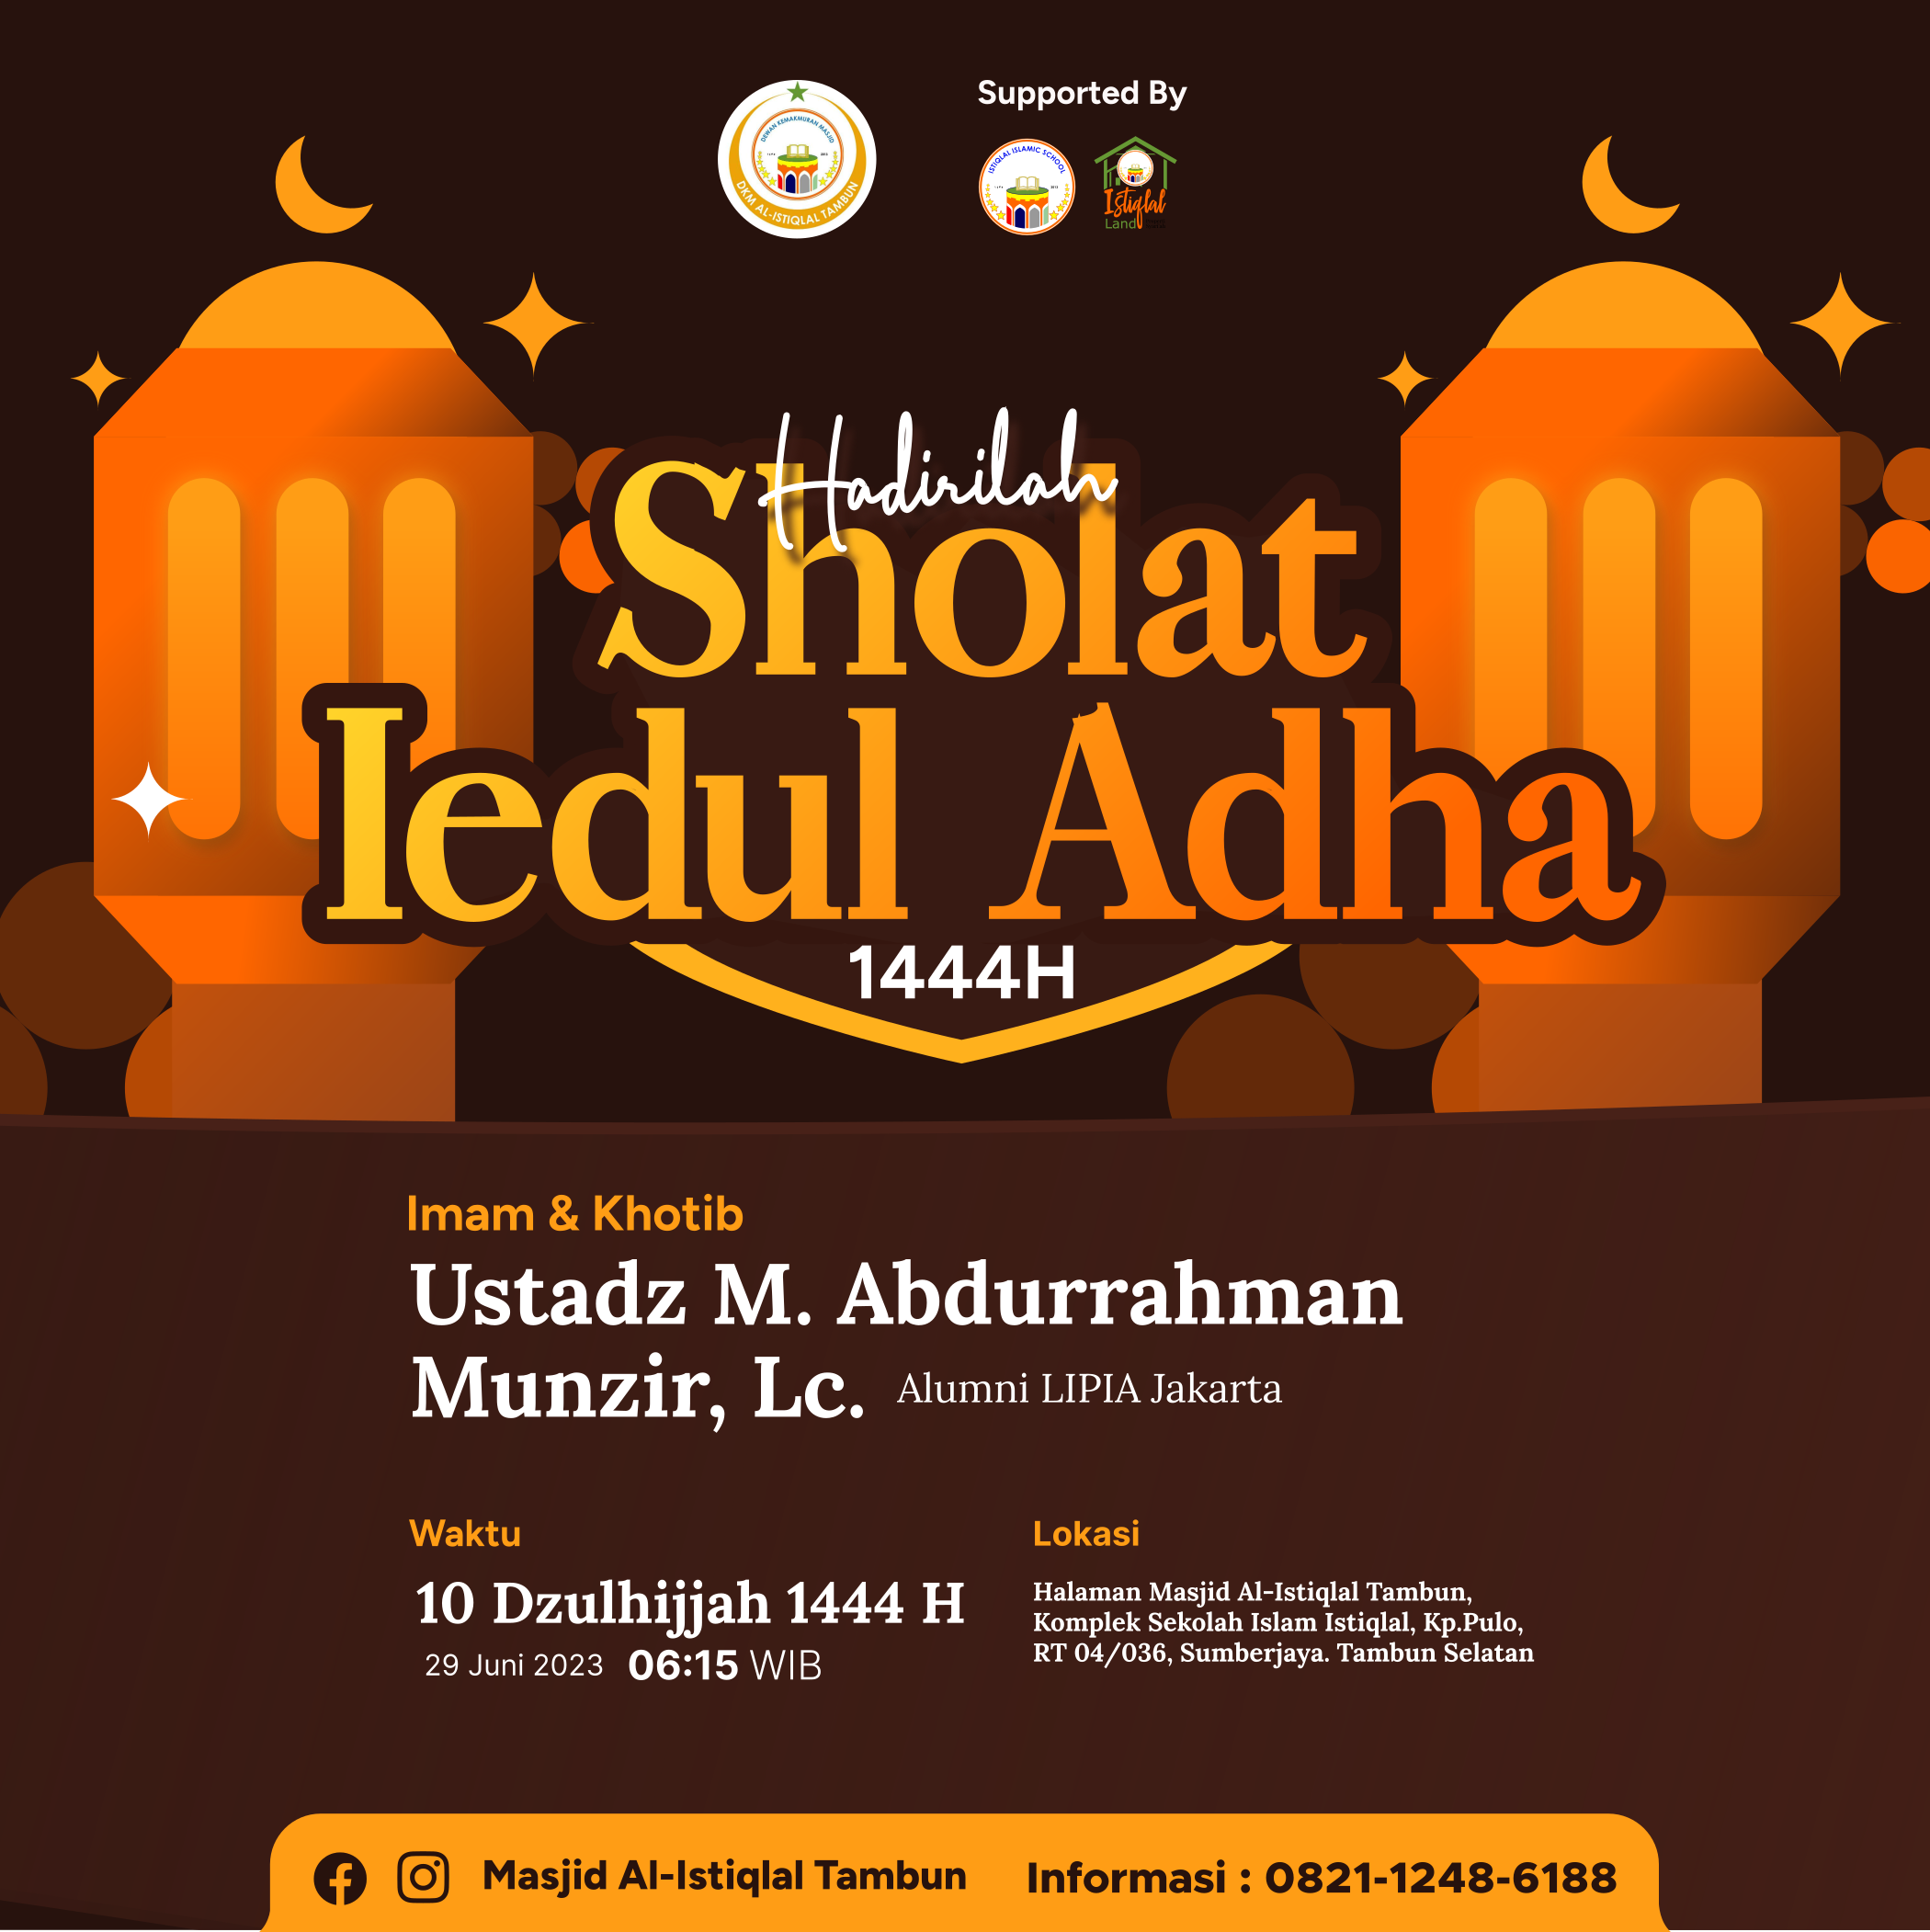 Supported By
DEWAN KEMAKMURAN MASJID
DKM AL-ISTIQLAL TAMBUN
ISTIQLAL ISLAMIC SCHOOL
Istiqlal
Land
Hadirilah
Sholat
Iedul Adha
1444H
Imam & Khotib
Ustadz M. Abdurrahman
Munzir, Lc. Alumni LIPIA Jakarta
Waktu
10 Dzulhijjah 1444 H
29 Juni 2023 06:15 WIB
Lokasi
Halaman Masjid Al-Istiqlal Tambun,
Komplek Sekolah Islam Istiqlal, Kp.Pulo,
RT 04/036, Sumberjaya. Tambun Selatan
Masjid Al-Istiqlal Tambun
Informasi : 0821-1248-6188